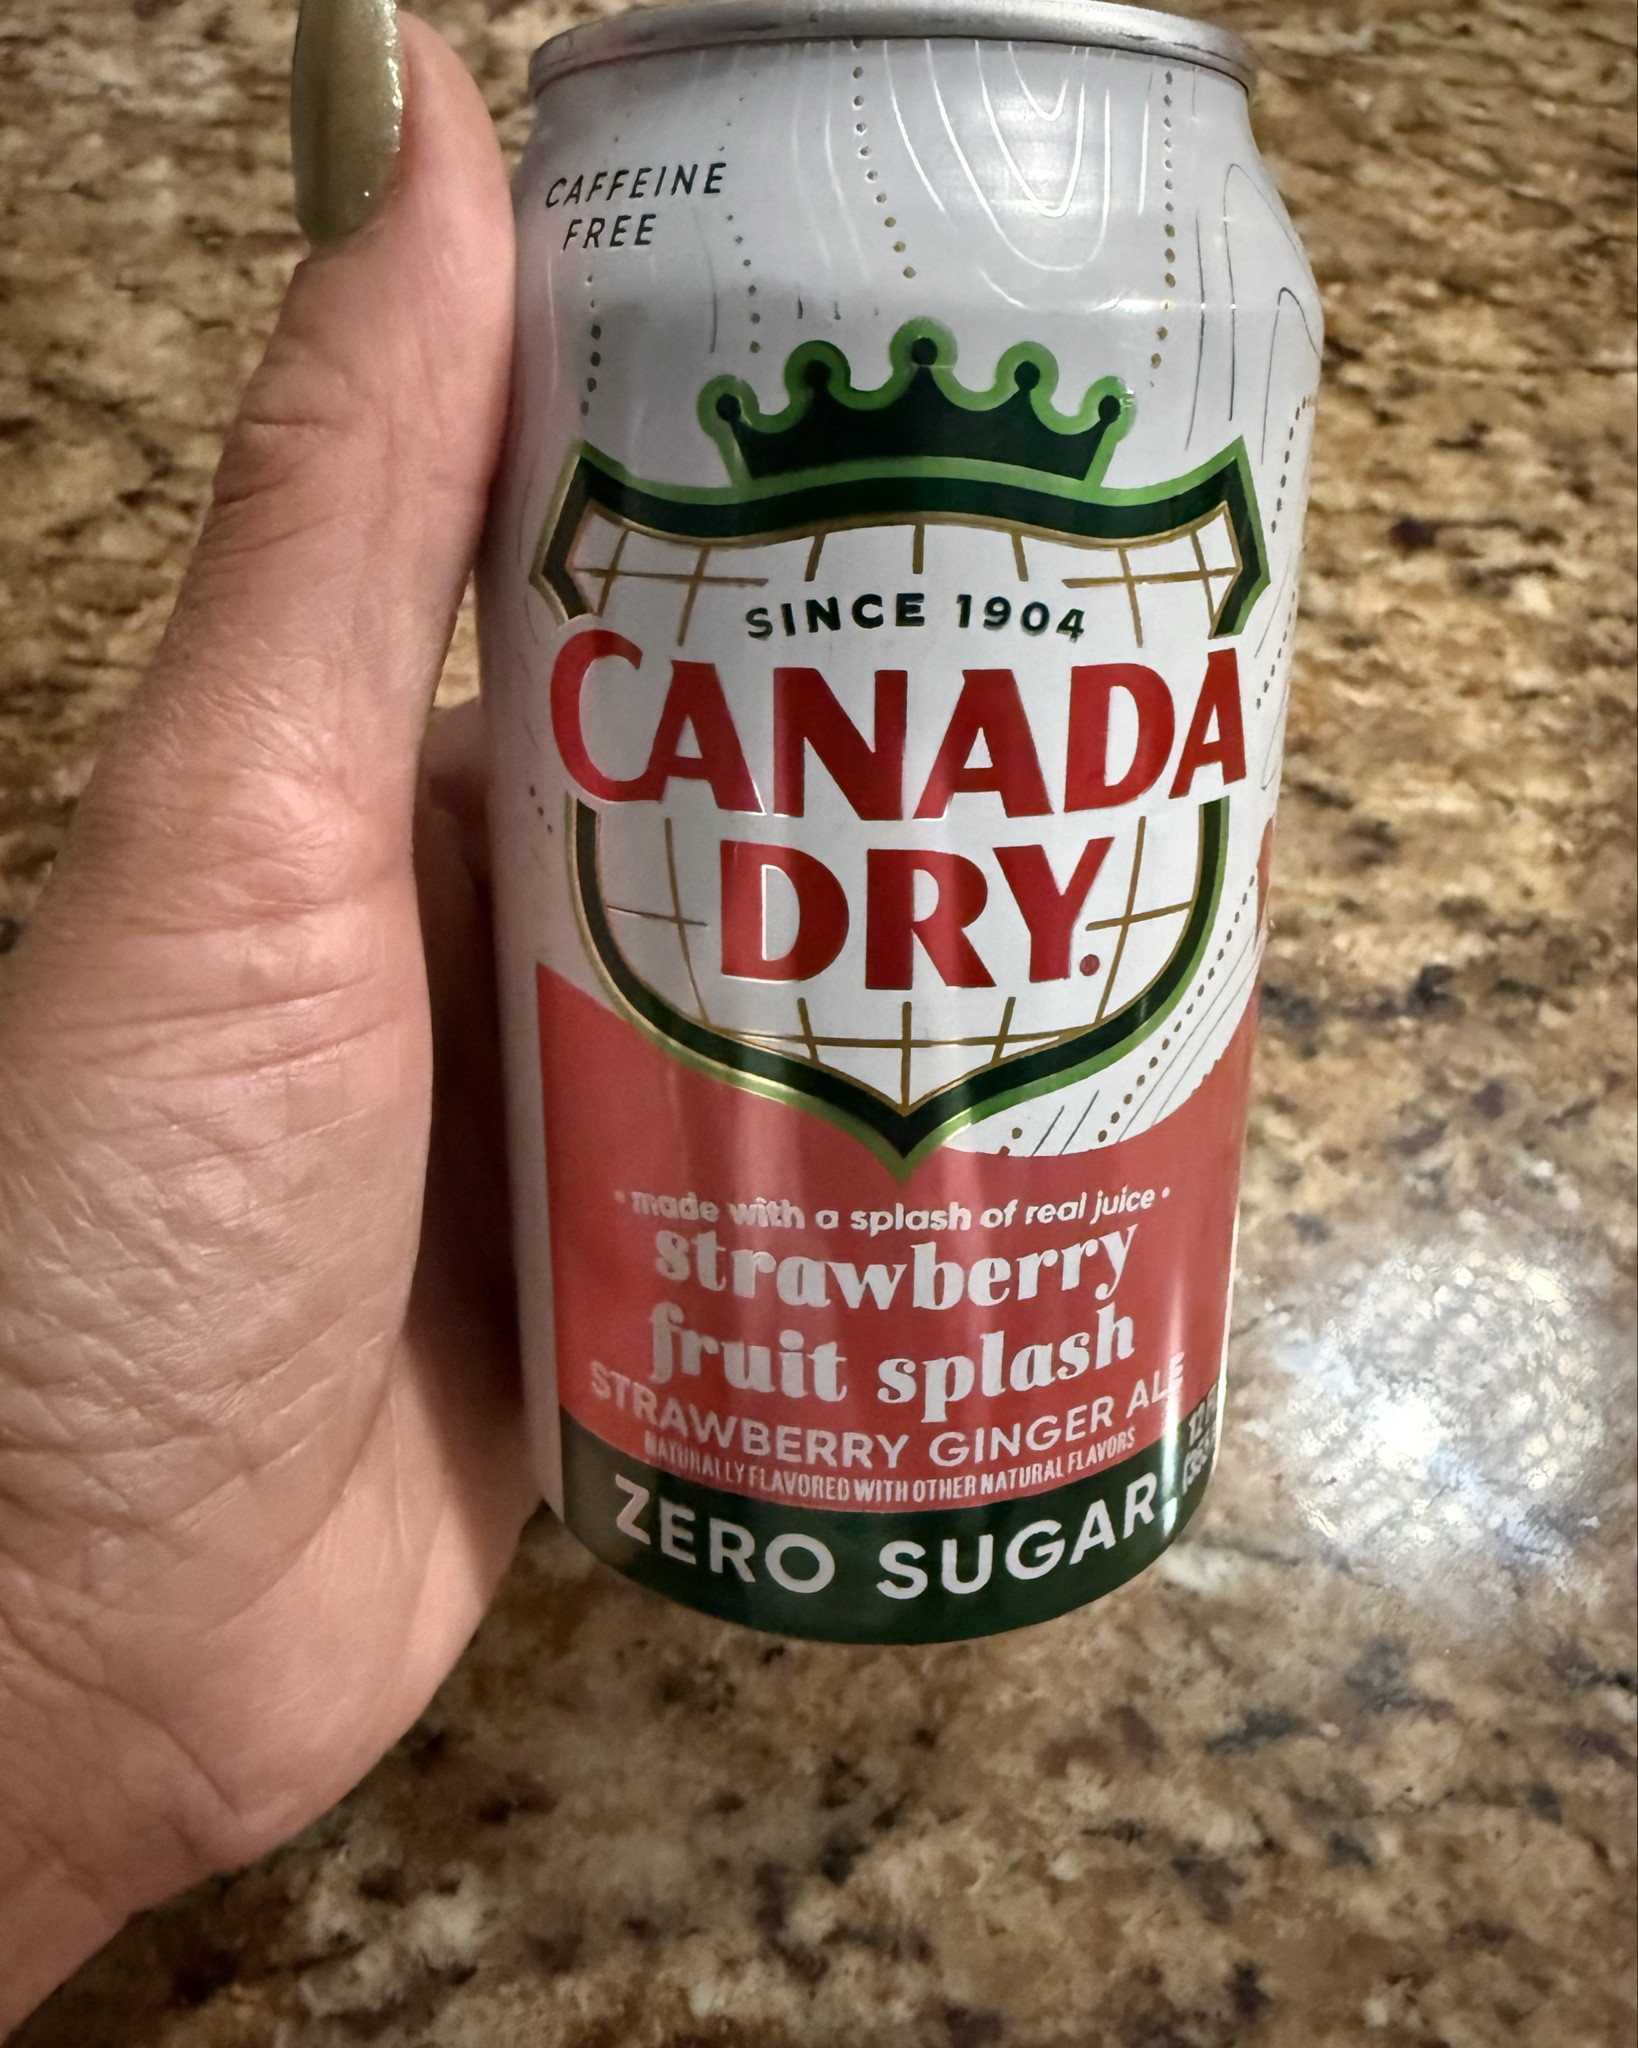 CAFFEINE
FREE
SINCE 1904
CANADA
DRY.
• made with a splash of real juice •
strawberry
fruit splash
STRAWBERRY GINGER ALE
NATURALLY FLAVORED WITH OTHER NATURAL FLAVORS
ZERO SUGAR